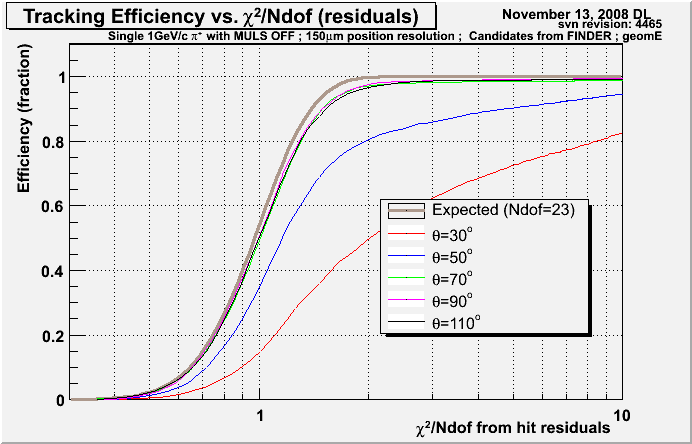 Tracking Efficiency vs. χ²/Ndof (residuals)
November 13, 2008 DL
svn revision: 4465
Single 1GeV/c π⁺ with MULS OFF ; 150μm position resolution ; Candidates from FINDER ; geomE
Efficiency (fraction)
1
0.8
0.6
0.4
0.2
0
Expected (Ndof=23)
θ=30°
θ=50°
θ=70°
θ=90°
θ=110°
1
10
χ²/Ndof from hit residuals